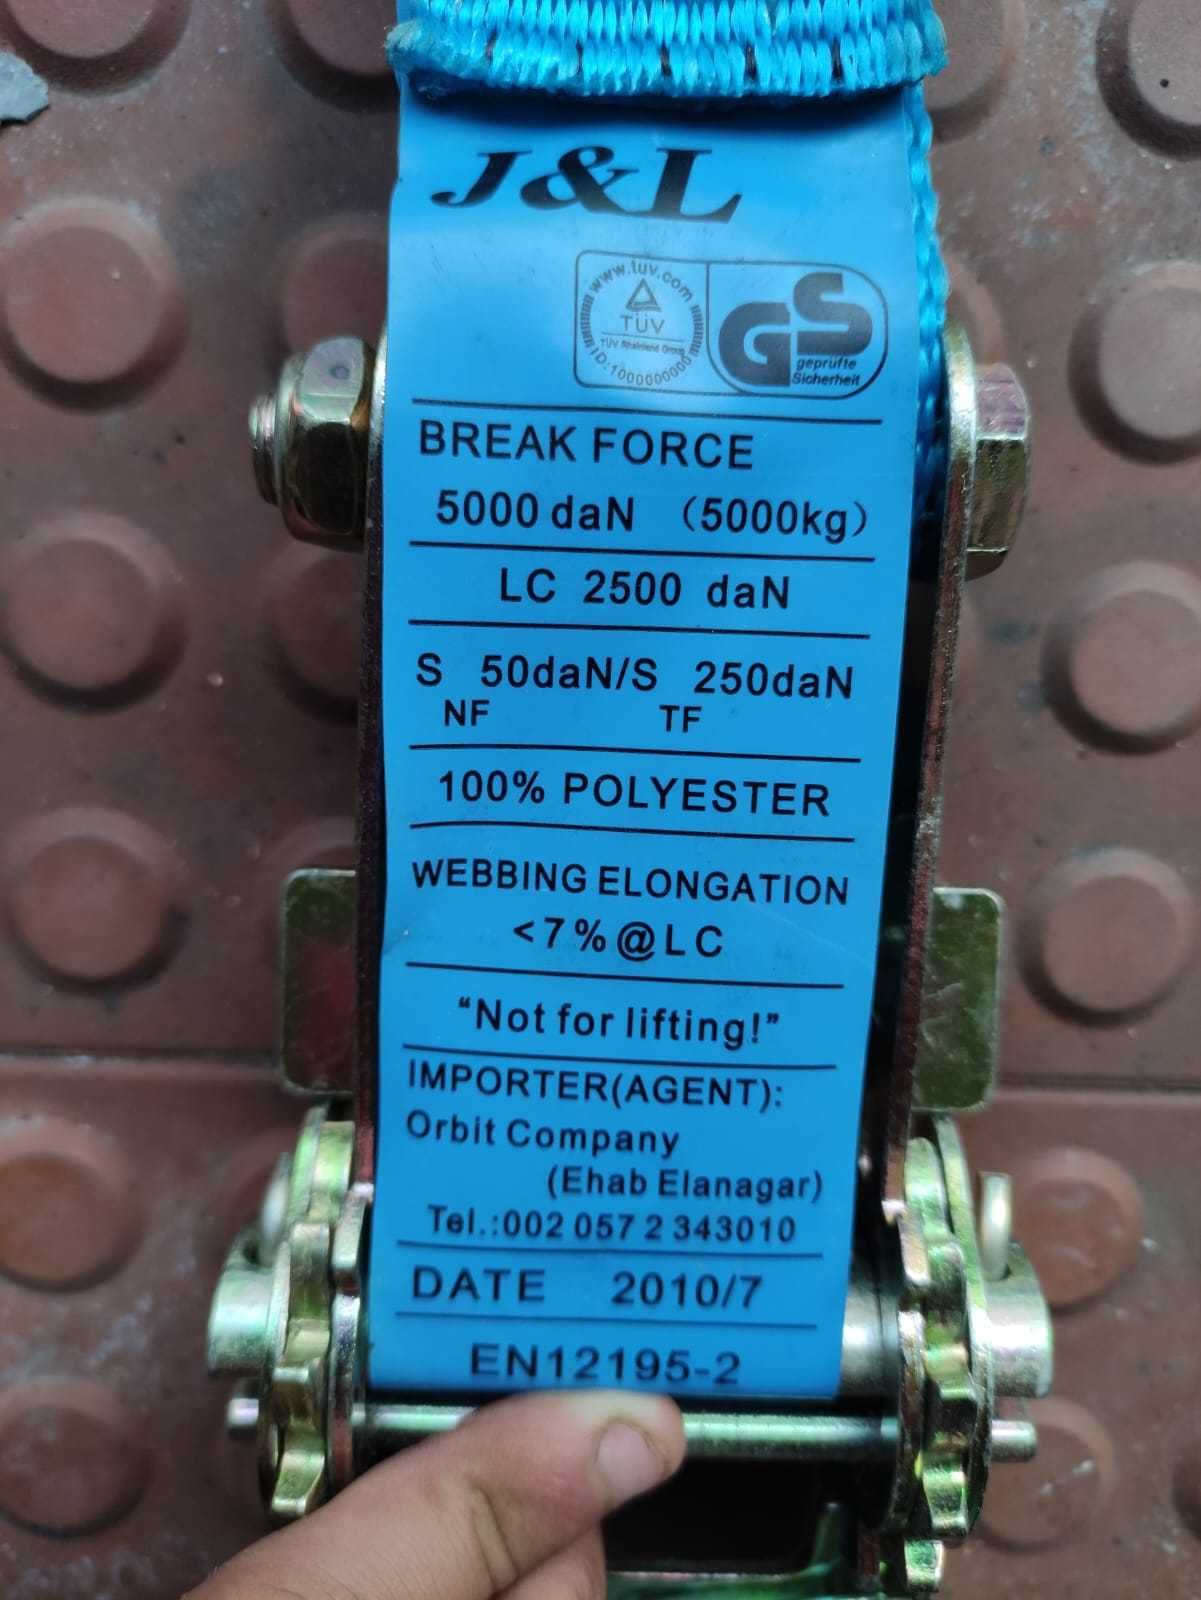 J&L
www.tuv.com
TÜV
TÜV Rheinland Group
ID:1000000000
GS
geprüfte
Sicherheit
BREAK FORCE
5000 daN （5000kg）
LC 2500 daN
S 50daN/S 250daN
NF TF
100% POLYESTER
WEBBING ELONGATION
<7%@LC
“Not for lifting!”
IMPORTER(AGENT):
Orbit Company
(Ehab Elanagar)
Tel.:002 057 2 343010
DATE 2010/7
EN12195-2